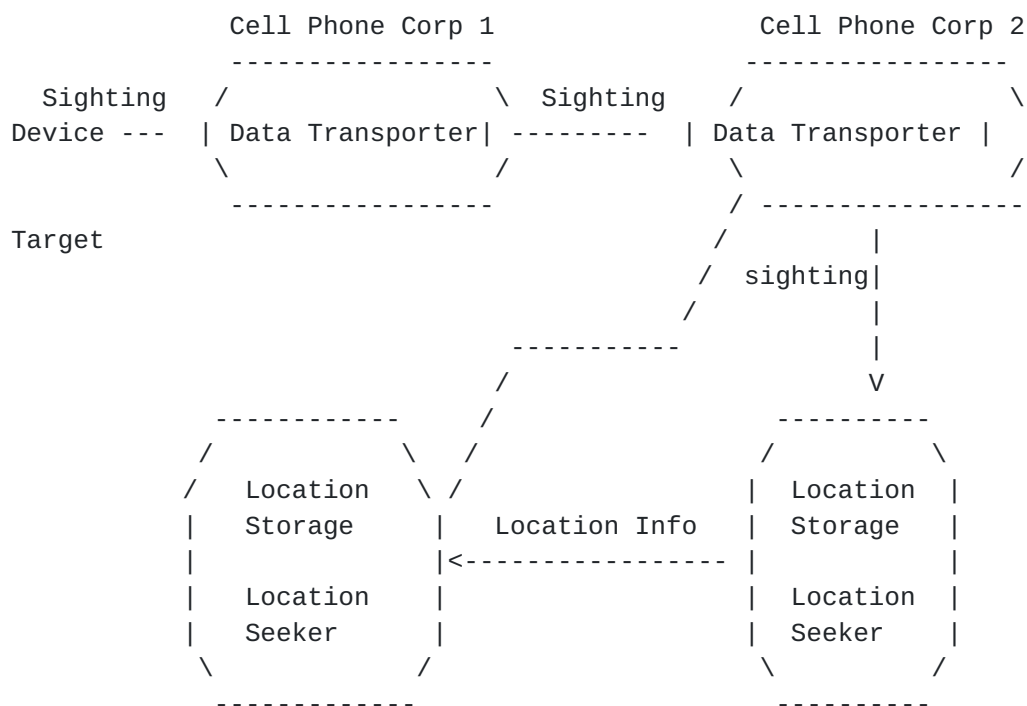 Cell Phone Corp 1 Cell Phone Corp 2
Sighting Sighting
Device --- | Data Transporter| --------- | Data Transporter |
Target
sighting|
V
Location Location
Storage Location Info Storage
Location Location
Seeker Seeker